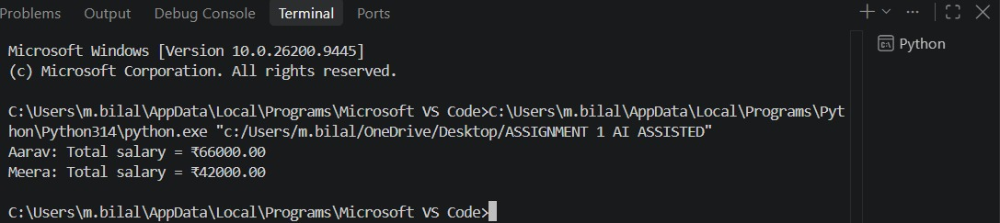 Problems Output Debug Console Terminal Ports
Python
Microsoft Windows [Version 10.0.26200.9445]
(c) Microsoft Corporation. All rights reserved.
C:\Users\m.bilal\AppData\Local\Programs\Microsoft VS Code>C:\Users\m.bilal\AppData\Local\Programs\Pyt
hon\Python314\python.exe "c:/Users/m.bilal/OneDrive/Desktop/ASSIGNMENT 1 AI ASSISTED"
Aarav: Total salary = ₹66000.00
Meera: Total salary = ₹42000.00
C:\Users\m.bilal\AppData\Local\Programs\Microsoft VS Code>